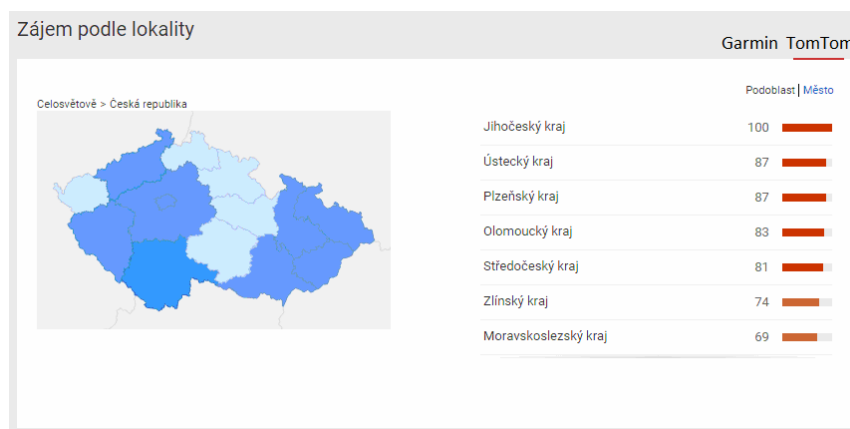 Zájem podle lokality
Garmin TomTom
Podoblast | Město
Celosvětově > Česká republika
Jihočeský kraj 100
Ústecký kraj 87
Plzeňský kraj 87
Olomoucký kraj 83
Středočeský kraj 81
Zlínský kraj 74
Moravskoslezský kraj 69